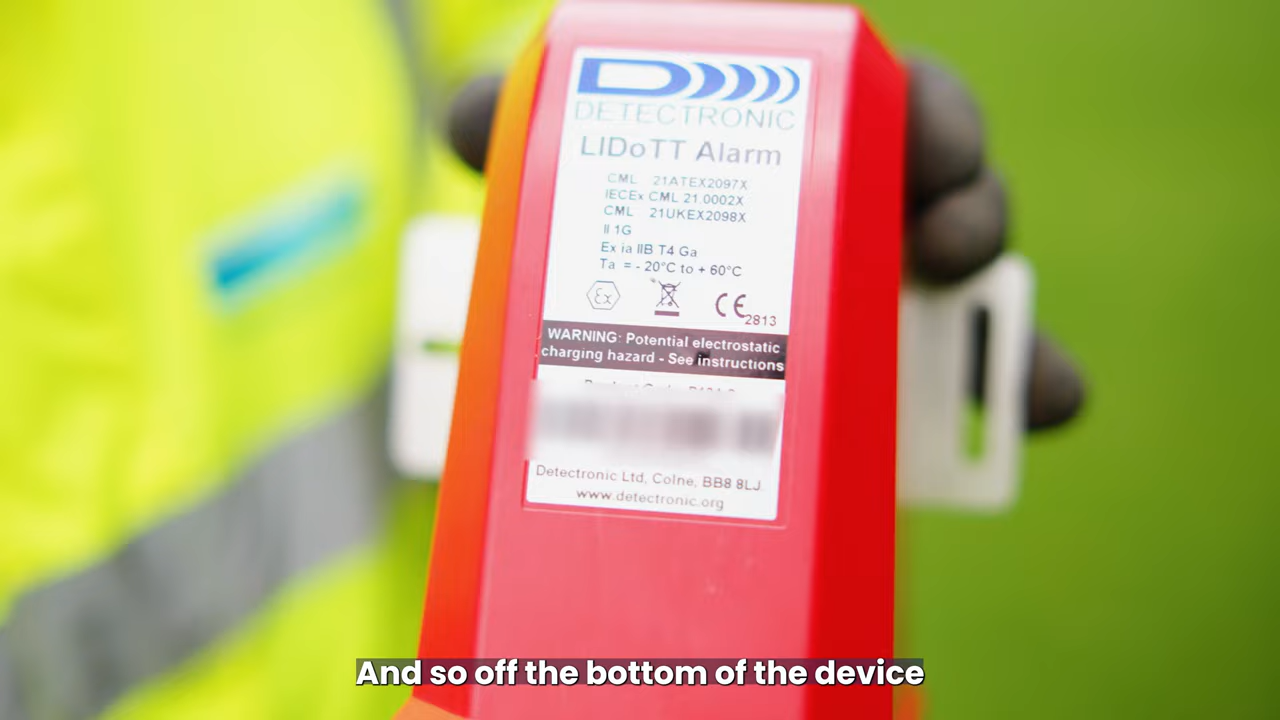 DETECTRONIC
LIDoTT Alarm
CML 21ATEX2097X
IECEx CML 21.0002X
CML 21UKEX2098X
II 1G
Ex ia IIB T4 Ga
Ta = - 20°C to + 60°C
Ex
CE 2813
WARNING: Potential electrostatic
charging hazard - See instructions
Detectronic Ltd, Colne, BB8 8LJ.
www.detectronic.org
And so off the bottom of the device